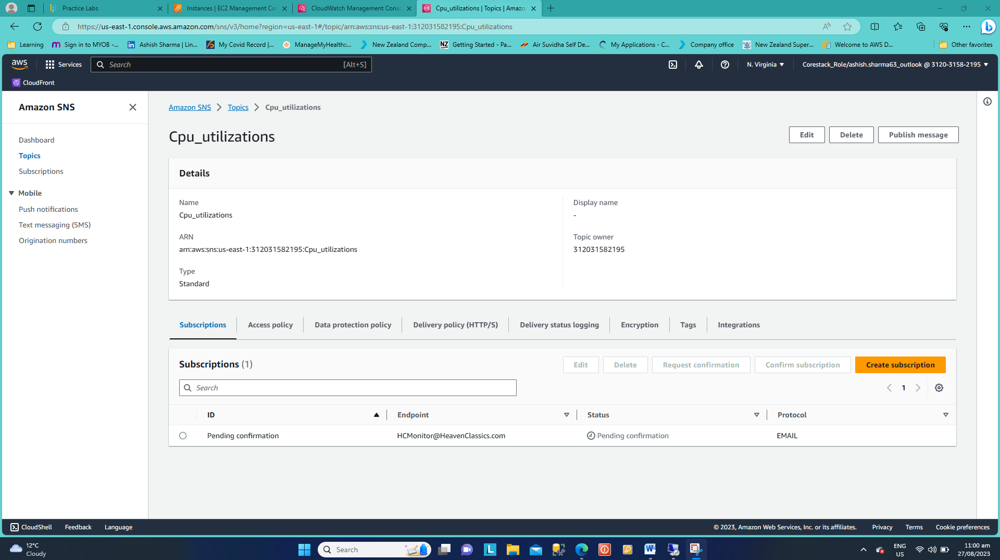 Practice Labs
Instances | EC2 Management Co
CloudWatch Management Consc
Cpu_utilizations | Topics | Amazo
https://us-east-1.console.aws.amazon.com/sns/v3/home?region=us-east-1#/topic/arn:aws:sns:us-east-1:312031582195:Cpu_utilizations
Learning
Sign in to MYOB -...
Ashish Sharma | Lin...
My Covid Record |...
ManageMyHealth::...
New Zealand Comp...
NZ
Getting Started - Pa...
Air Suvidha Self De...
My Applications - C...
Company office
New Zealand Super...
Welcome to AWS D...
Other favorites
aws
Services
Search
[Alt+S]
N. Virginia
Corestack_Role/ashish.sharma63_outlook @ 3120-3158-2195
CloudFront
Amazon SNS
Dashboard
Topics
Subscriptions
Mobile
Push notifications
Text messaging (SMS)
Origination numbers
Amazon SNS
Topics
Cpu_utilizations
Cpu_utilizations
Edit
Delete
Publish message
Details
Name
Cpu_utilizations
Display name
-
ARN
arn:aws:sns:us-east-1:312031582195:Cpu_utilizations
Topic owner
312031582195
Type
Standard
Subscriptions
Access policy
Data protection policy
Delivery policy (HTTP/S)
Delivery status logging
Encryption
Tags
Integrations
Subscriptions (1)
Edit
Delete
Request confirmation
Confirm subscription
Create subscription
Search
1
ID
Endpoint
Status
Protocol
Pending confirmation
HCMonitor@HeavenClassics.com
Pending confirmation
EMAIL
CloudShell
Feedback
Language
© 2023, Amazon Web Services, Inc. or its affiliates.
Privacy
Terms
Cookie preferences
12°C
Cloudy
Search
ENG
US
11:00 am
27/08/2023